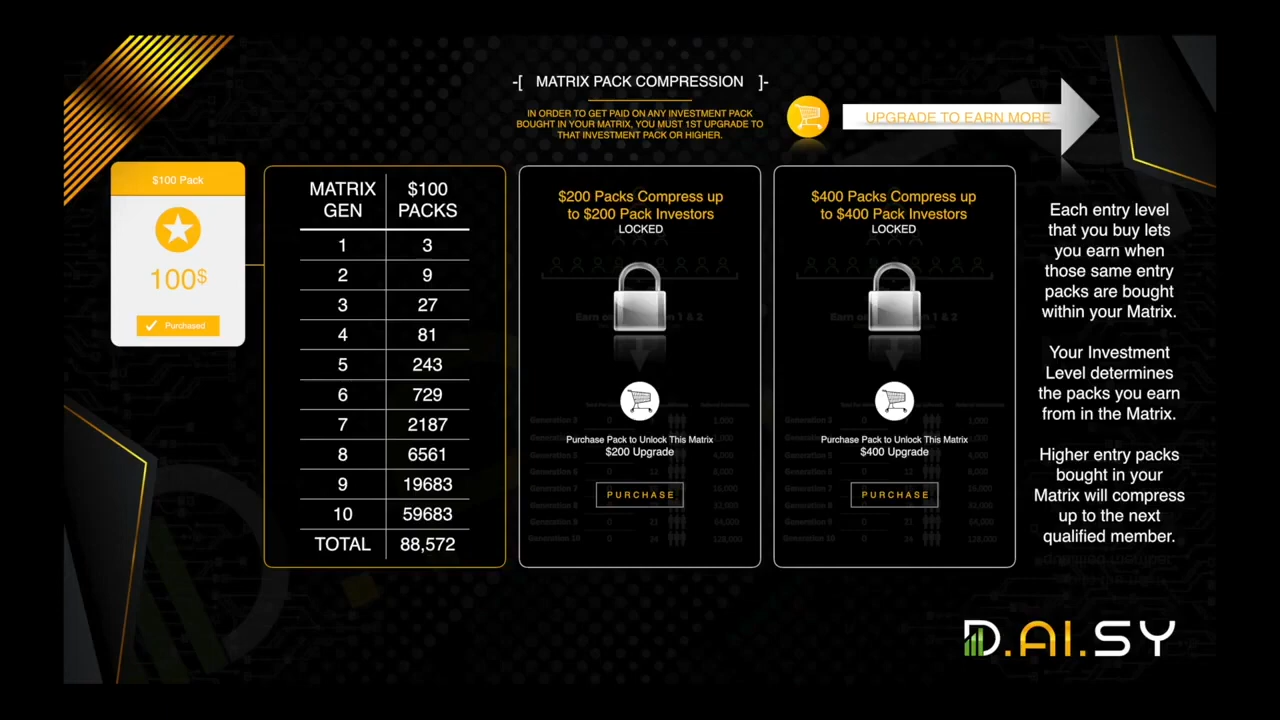 -[ MATRIX PACK COMPRESSION ]-
IN ORDER TO GET PAID ON ANY INVESTMENT PACK
BOUGHT IN YOUR MATRIX, YOU MUST 1ST UPGRADE TO
THAT INVESTMENT PACK OR HIGHER.
UPGRADE TO EARN MORE
$100 Pack
100$
Purchased
MATRIX GEN $100 PACKS
1 3
2 9
3 27
4 81
5 243
6 729
7 2187
8 6561
9 19683
10 59683
TOTAL 88,572
$200 Packs Compress up
to $200 Pack Investors
LOCKED
Purchase Pack to Unlock This Matrix
$200 Upgrade
PURCHASE
$400 Packs Compress up
to $400 Pack Investors
LOCKED
Purchase Pack to Unlock This Matrix
$400 Upgrade
PURCHASE
Each entry level
that you buy lets
you earn when
those same entry
packs are bought
within your Matrix.
Your Investment
Level determines
the packs you earn
from in the Matrix.
Higher entry packs
bought in your
Matrix will compress
up to the next
qualified member.
D.AI.SY